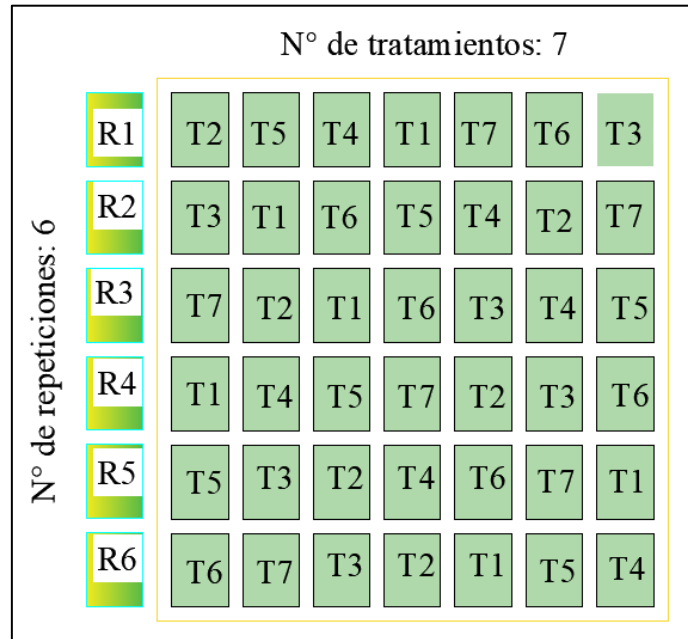 N° de tratamientos: 7
N° de repeticiones: 6
R1 T2 T5 T4 T1 T7 T6 T3
R2 T3 T1 T6 T5 T4 T2 T7
R3 T7 T2 T1 T6 T3 T4 T5
R4 T1 T4 T5 T7 T2 T3 T6
R5 T5 T3 T2 T4 T6 T7 T1
R6 T6 T7 T3 T2 T1 T5 T4